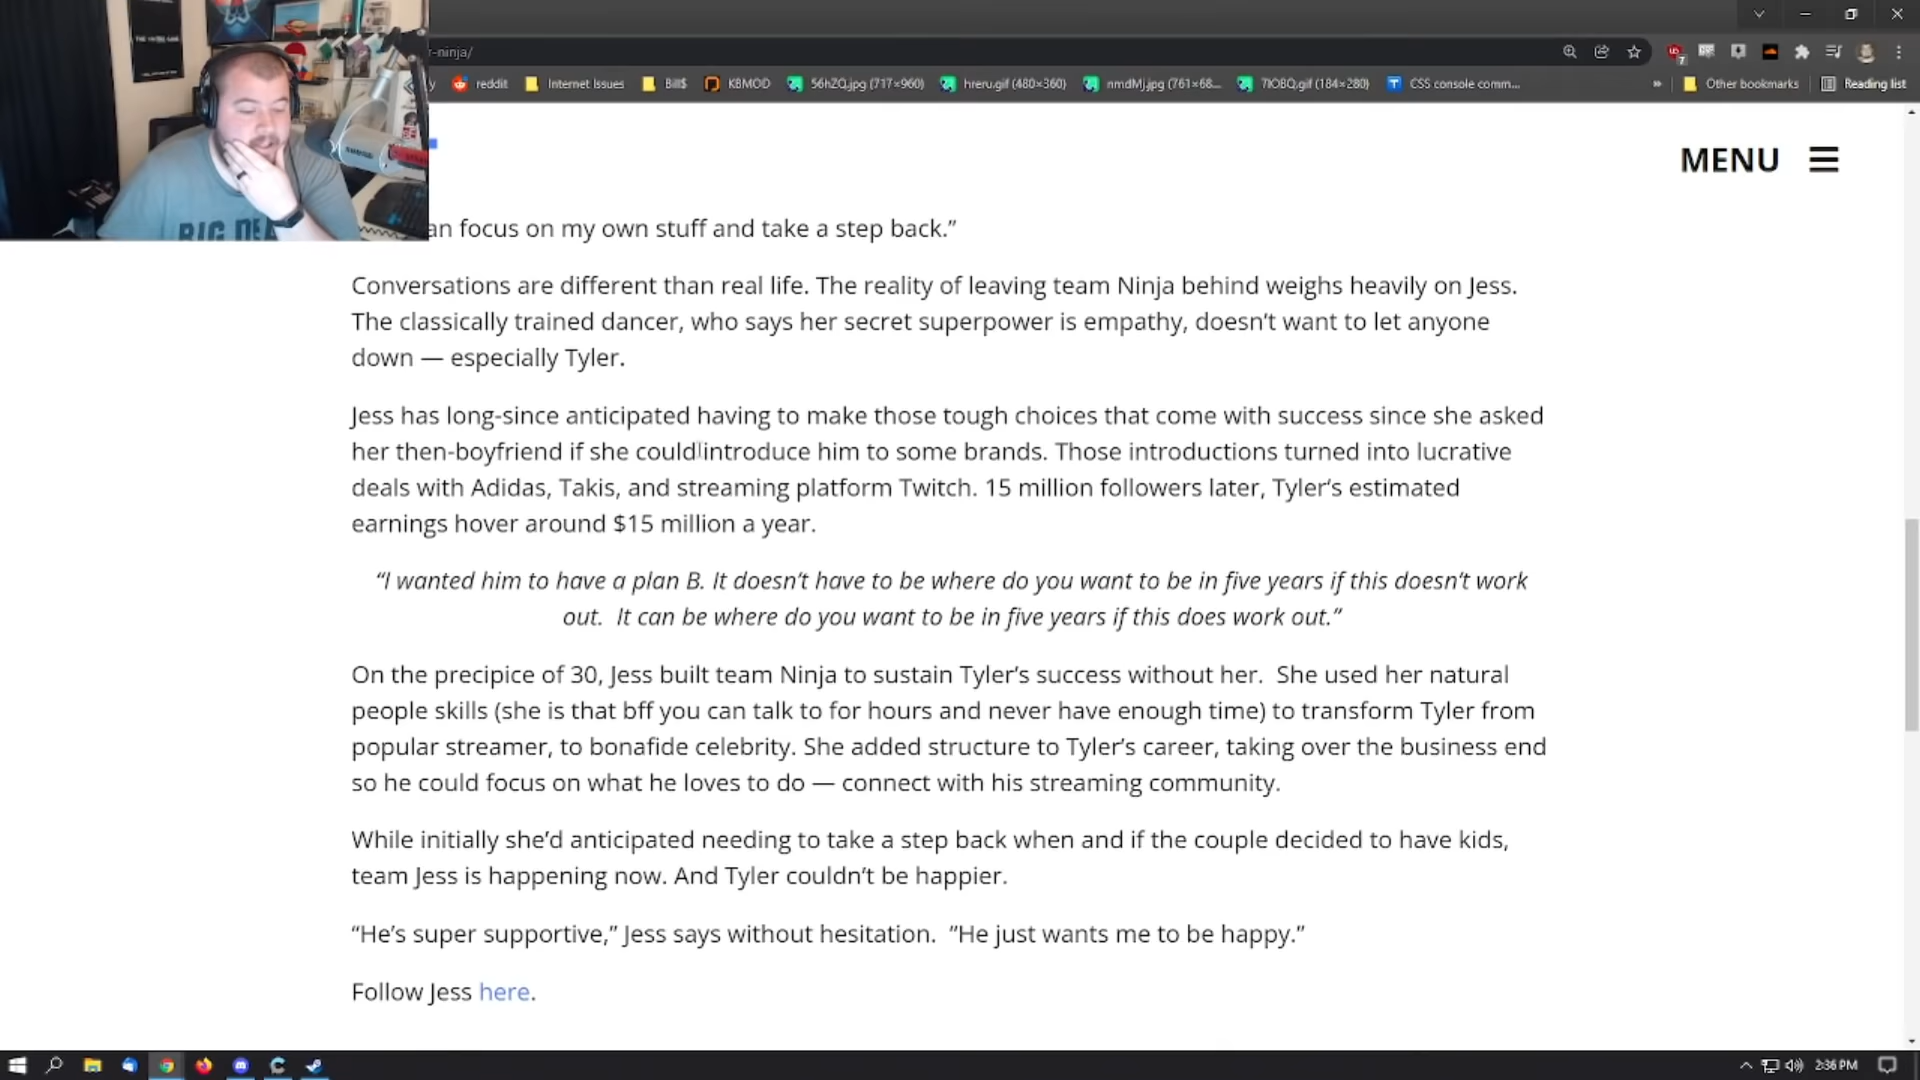 r-ninja/
y
reddit
Internet Issues
Bill$
KBMOD
56hZQ.jpg (717×960)
hreru.gif (480×360)
nmdMj.jpg (761×68...
7lOBQ.gif (184×280)
CSS console comm...
»
Other bookmarks
Reading list
BIG DEA
MENU
an focus on my own stuff and take a step back.”
Conversations are different than real life. The reality of leaving team Ninja behind weighs heavily on Jess.
The classically trained dancer, who says her secret superpower is empathy, doesn’t want to let anyone
down — especially Tyler.
Jess has long-since anticipated having to make those tough choices that come with success since she asked
her then-boyfriend if she could introduce him to some brands. Those introductions turned into lucrative
deals with Adidas, Takis, and streaming platform Twitch. 15 million followers later, Tyler’s estimated
earnings hover around $15 million a year.
“I wanted him to have a plan B. It doesn’t have to be where do you want to be in five years if this doesn’t work
out.  It can be where do you want to be in five years if this does work out.”
On the precipice of 30, Jess built team Ninja to sustain Tyler’s success without her.  She used her natural
people skills (she is that bff you can talk to for hours and never have enough time) to transform Tyler from
popular streamer, to bonafide celebrity. She added structure to Tyler’s career, taking over the business end
so he could focus on what he loves to do — connect with his streaming community.
While initially she’d anticipated needing to take a step back when and if the couple decided to have kids,
team Jess is happening now. And Tyler couldn’t be happier.
“He’s super supportive,” Jess says without hesitation.  “He just wants me to be happy.”
Follow Jess here.
2:36 PM